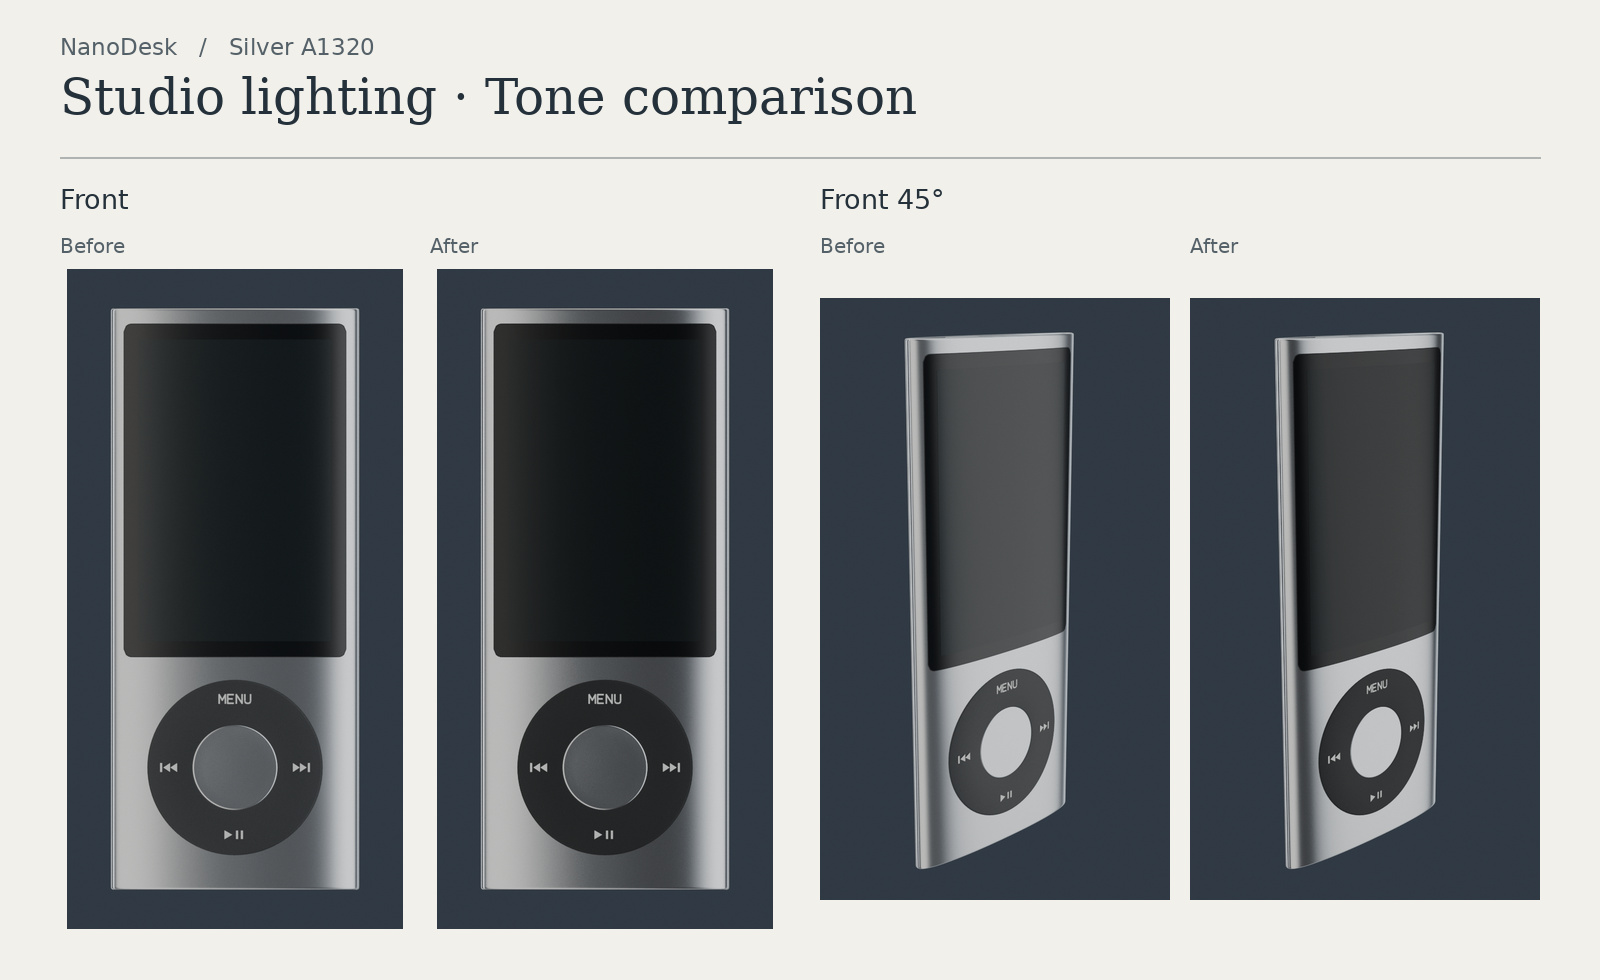 NanoDesk / Silver A1320
Studio lighting · Tone comparison
Front
Before
After
MENU
MENU
Front 45°
Before
After
MENU
MENU